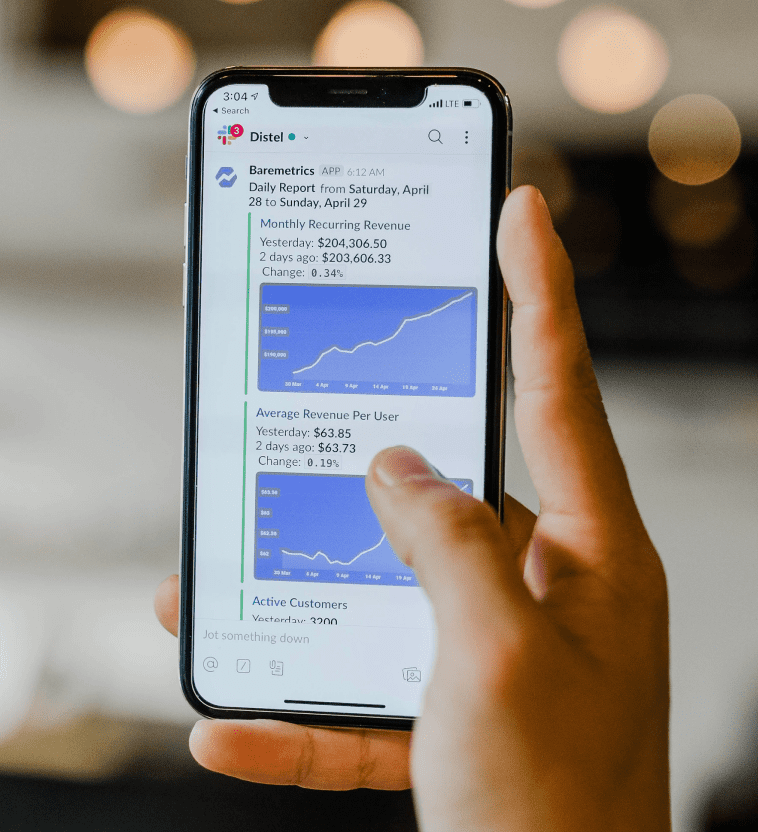 3:04
LTE
◂ Search
3
Distel
Baremetrics APP 6:12 AM
Daily Report from Saturday, April
28 to Sunday, April 29
Monthly Recurring Revenue
Yesterday: $204,306.50
2 days ago: $203,606.33
Change: 0.34%
$200,000
30 Mar 4 Apr 9 Apr 14 Apr 19 Apr 24 Apr
Average Revenue Per User
Yesterday: $63.85
2 days ago: $63.73
Change: 0.19%
$63
$62
30 Mar 4 Apr 9 Apr 14 Apr 19 Apr
Active Customers
Yesterday: 3200
Jot something down
@